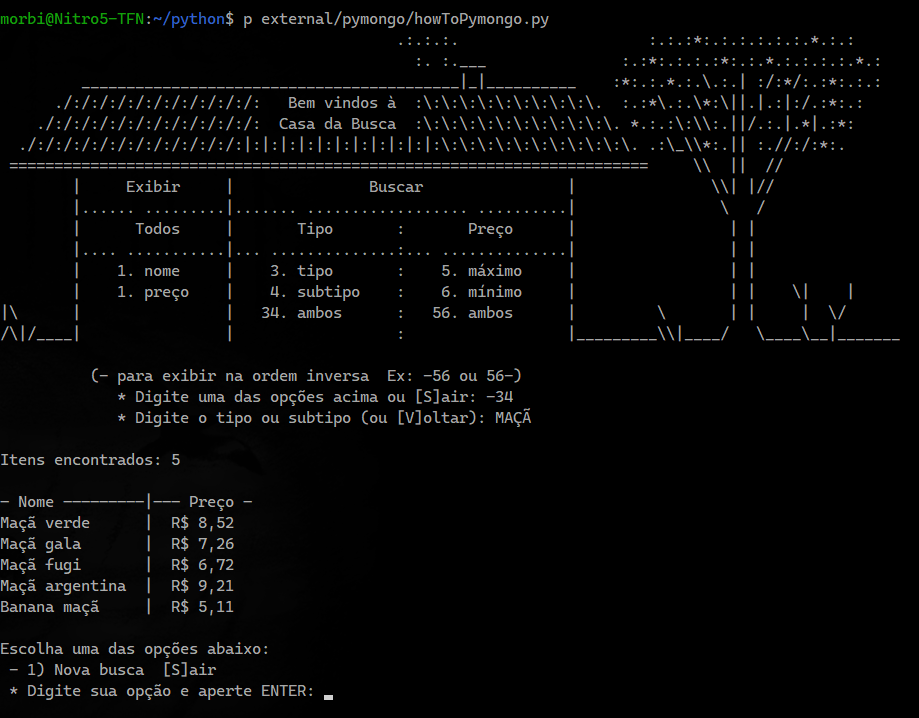 morbi@Nitro5-TFN:~/python$ p external/pymongo/howToPymongo.py
                                            .:.:.:.                     :.:.:*:.:.:.:.:.:.*.:.:
                                              :. :.___               :.:*:.:.:.:*:.:.*.:.:.:.:.*.:
         __________________________________________|_|__________    :*:.:.*.:.\.:.| :/:*/:.:*:.:.:
      ./:/:/:/:/:/:/:/:/:/:   Bem vindos à  :\:\:\:\:\:\:\:\:\.  :.:*\.:.\*:\||.|.:|:/.:*:.:
    ./:/:/:/:/:/:/:/:/:/:/:  Casa da Busca  :\:\:\:\:\:\:\:\:\:\. *.:.:\:\\:.||/.:.|.*|.:*:
  ./:/:/:/:/:/:/:/:/:/:/:|:|:|:|:|:|:|:|:|:|:\:\:\:\:\:\:\:\:\:\. .:\_\\*:.|| :.//:/:*:.
 =======================================================================     \\  ||  //
        |     Exibir     |               Buscar                |               \\| |//
        |...... .........|....... ................... ..........|                \   /
        |      Todos     |       Tipo       :       Preço      |                 | |
        |.... ...........|... ..............:... ..............|                 | |
        |    1. nome     |    3. tipo       :    5. máximo     |                 | |
        |    1. preço    |    4. subtipo    :    6. mínimo     |                 | |    \|    |
|\      |                |   34. ambos      :   56. ambos      |         \       | |     |  \/
/\|/____|                |                  :                  |_________\\|____/   \____\__|_______
          (- para exibir na ordem inversa  Ex: -56 ou 56-)
             * Digite uma das opções acima ou [S]air: -34
             * Digite o tipo ou subtipo (ou [V]oltar): MAÇÃ
Itens encontrados: 5
- Nome ---------|--- Preço -
Maçã verde      |  R$ 8,52
Maçã gala       |  R$ 7,26
Maçã fugi       |  R$ 6,72
Maçã argentina  |  R$ 9,21
Banana maçã     |  R$ 5,11
Escolha uma das opções abaixo:
 - 1) Nova busca  [S]air
 * Digite sua opção e aperte ENTER: _